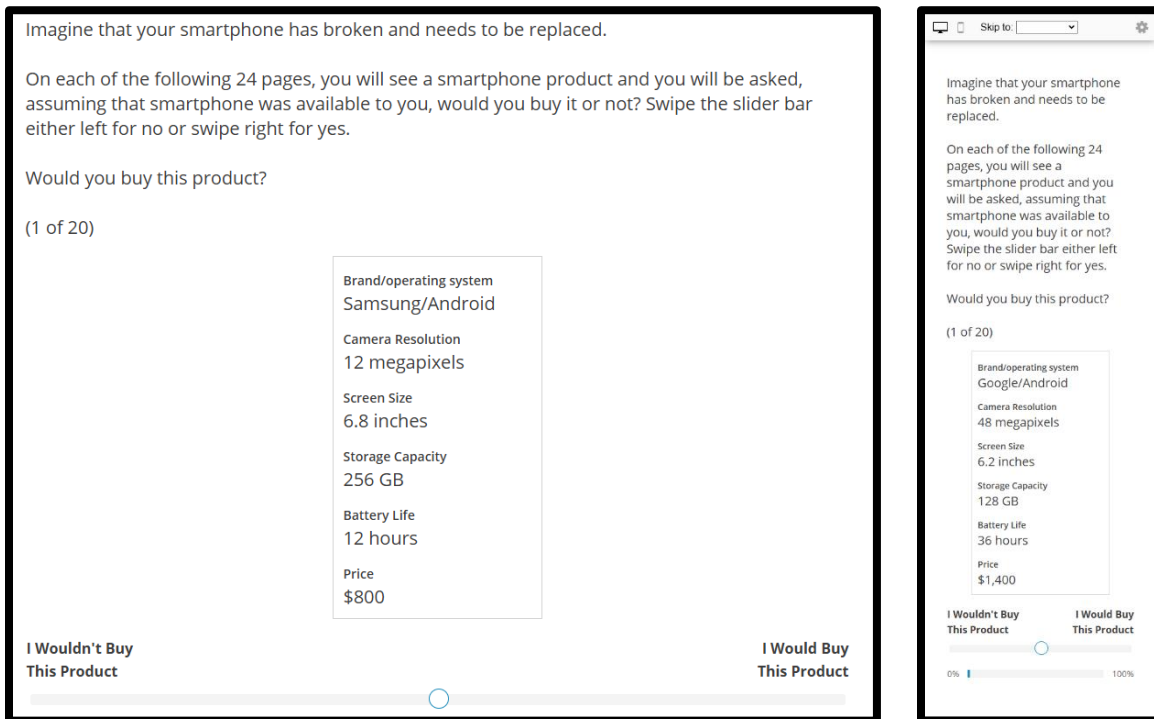 Imagine that your smartphone has broken and needs to be replaced.
On each of the following 24 pages, you will see a smartphone product and you will be asked,
assuming that smartphone was available to you, would you buy it or not? Swipe the slider bar
either left for no or swipe right for yes.
Would you buy this product?
(1 of 20)
Brand/operating system
Samsung/Android
Camera Resolution
12 megapixels
Screen Size
6.8 inches
Storage Capacity
256 GB
Battery Life
12 hours
Price
$800
I Wouldn't Buy
This Product
I Would Buy
This Product
Skip to:
Imagine that your smartphone
has broken and needs to be
replaced.
On each of the following 24
pages, you will see a
smartphone product and you
will be asked, assuming that
smartphone was available to
you, would you buy it or not?
Swipe the slider bar either left
for no or swipe right for yes.
Would you buy this product?
(1 of 20)
Brand/operating system
Google/Android
Camera Resolution
48 megapixels
Screen Size
6.2 inches
Storage Capacity
128 GB
Battery Life
36 hours
Price
$1,400
I Wouldn't Buy
This Product
I Would Buy
This Product
0%
100%